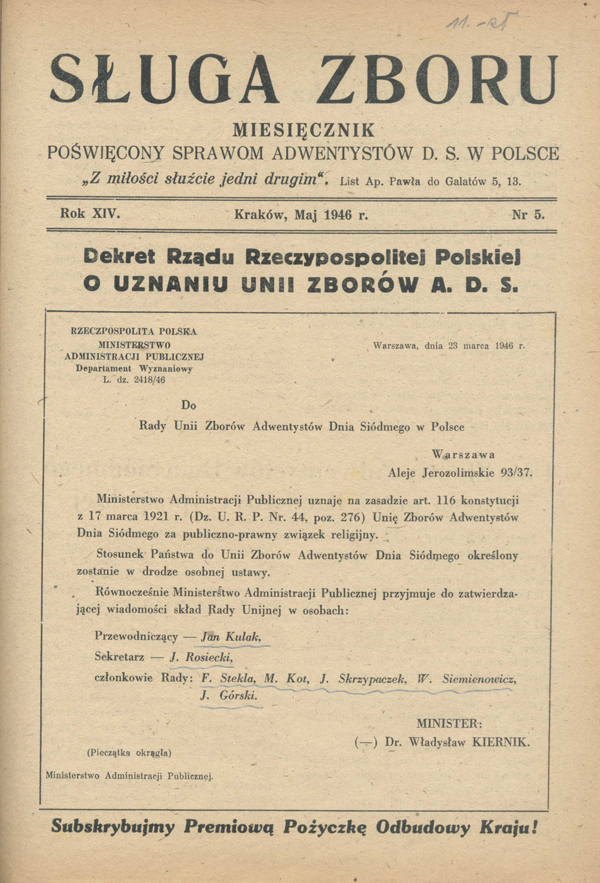 11.-zł
SŁUGA ZBORU
MIESIĘCZNIK
POŚWIĘCONY SPRAWOM ADWENTYSTÓW D. S. W POLSCE
„Z miłości służcie jedni drugim“. List Ap. Pawła do Galatów 5, 13.
Rok XIV. Kraków, Maj 1946 r. Nr 5.
Dekret Rządu Rzeczypospolitej Polskiej
O UZNANIU UNII ZBORÓW A. D. S.
RZECZPOSPOLITA POLSKA
MINISTERSTWO
ADMINISTRACJI PUBLICZNEJ
Departament Wyznaniowy
L. dz. 2418/46
Warszawa, dnia 23 marca 1946 r.
Do
Rady Unii Zborów Adwentystów Dnia Siódmego w Polsce
Warszawa
Aleje Jerozolimskie 93/37.
Ministerstwo Administracji Publicznej uznaje na zasadzie art. 116 konstytucji
z 17 marca 1921 r. (Dz. U. R. P. Nr. 44, poz. 276) Unię Zborów Adwentystów
Dnia Siódmego za publiczno-prawny związek religijny.
Stosunek Państwa do Unii Zborów Adwentystów Dnia Siódmego określony
zostanie w drodze osobnej ustawy.
Równocześnie Ministerstwo Administracji Publicznej przyjmuje do zatwierdza-
jącej wiadomości skład Rady Unijnej w osobach:
Przewodniczący — Jan Kulak,
Sekretarz — J. Rosiecki,
członkowie Rady: F. Stekla, M. Kot, J. Skrzypaczek, W. Siemienowicz,
J. Górski.
MINISTER:
(—) Dr. Władysław KIERNIK.
(Pieczątka okrągła)
Ministerstwo Administracji Publicznej.
Subskrybujmy Premiową Pożyczkę Odbudowy Kraju!